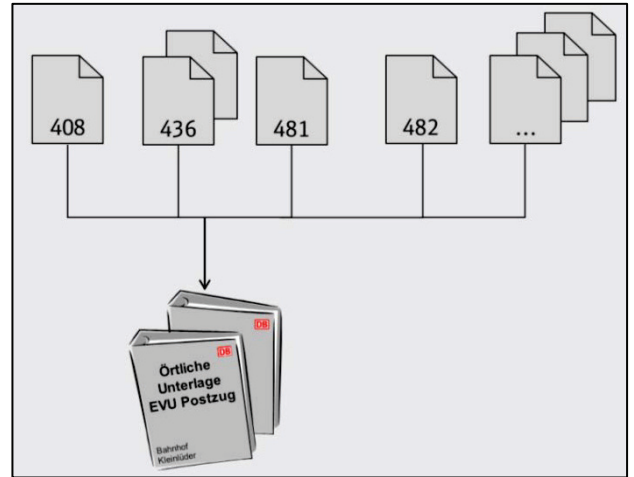 408
436
481
482
...
DB
DB
Örtliche
Unterlage
EVU Postzug
Bahnhof
Kleinlüder